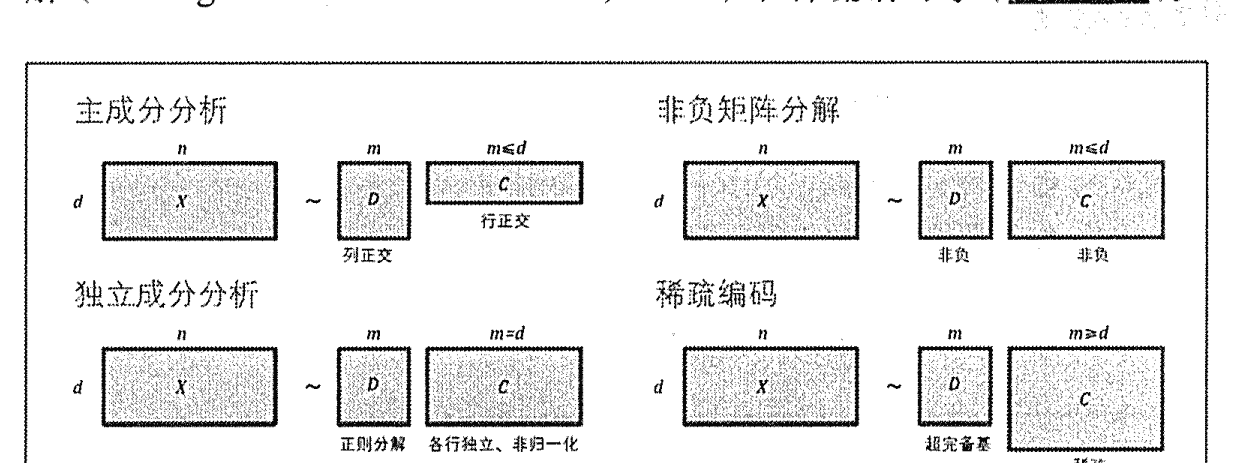 主成分分析
n m m≤d
d X ~ D C
行正交
列正交
非负矩阵分解
n m m≤d
d X ~ D C
非负 非负
独立成分分析
n m m=d
d X ~ D C
正则分解 各行独立、非归一化
稀疏编码
n m m≥d
d X ~ D C
超完备基